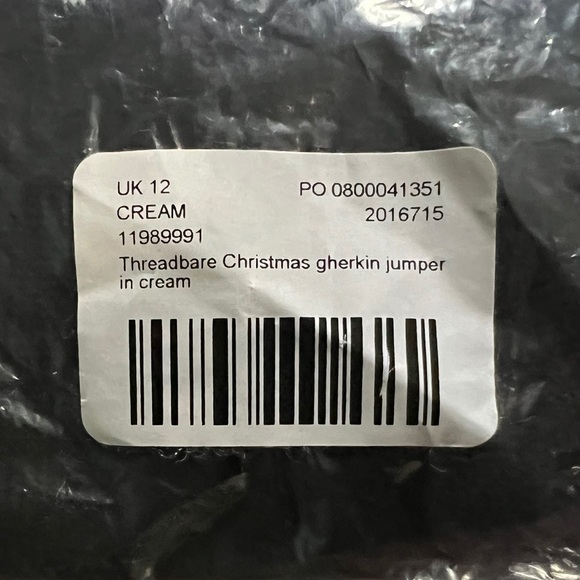 UK 12 PO 0800041351
CREAM 2016715
11989991
Threadbare Christmas gherkin jumper
in cream